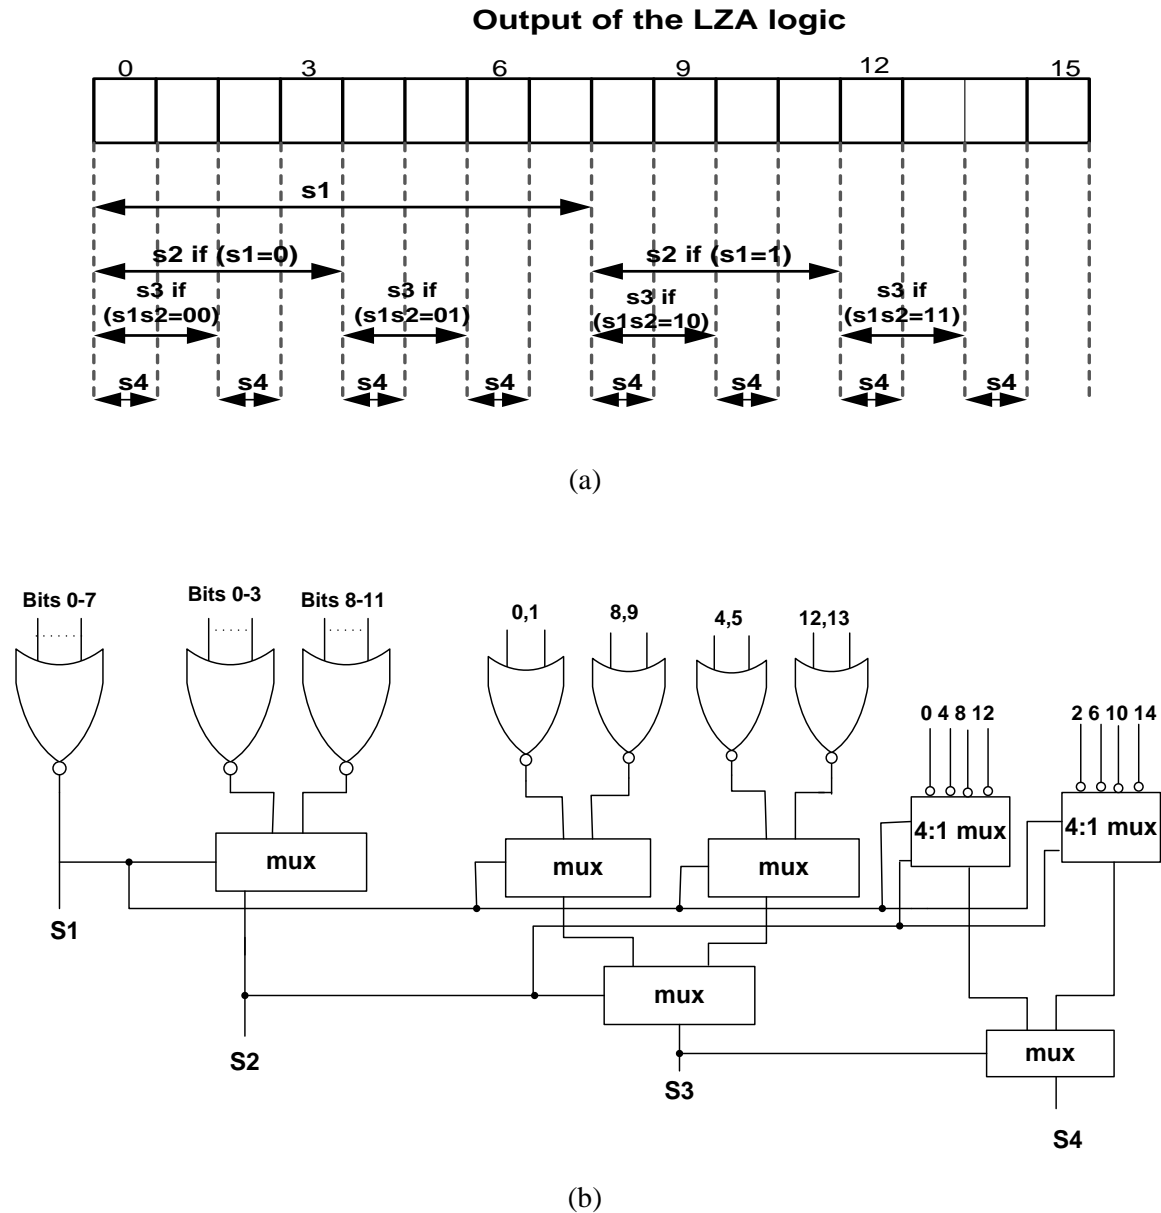 Output of the LZA logic
0 3 6 9 12 15
s1
s2 if (s1=0) s2 if (s1=1)
s3 if s3 if s3 if s3 if
(s1s2=00) (s1s2=01) (s1s2=10) (s1s2=11)
s4 s4 s4 s4 s4 s4 s4 s4
(a)
Bits 0-7 Bits 0-3 Bits 8-11 0,1 8,9 4,5 12,13
0 4 8 12 2 6 10 14
4:1 mux 4:1 mux
mux mux mux
S1
mux
S2 S3
mux
S4
(b)